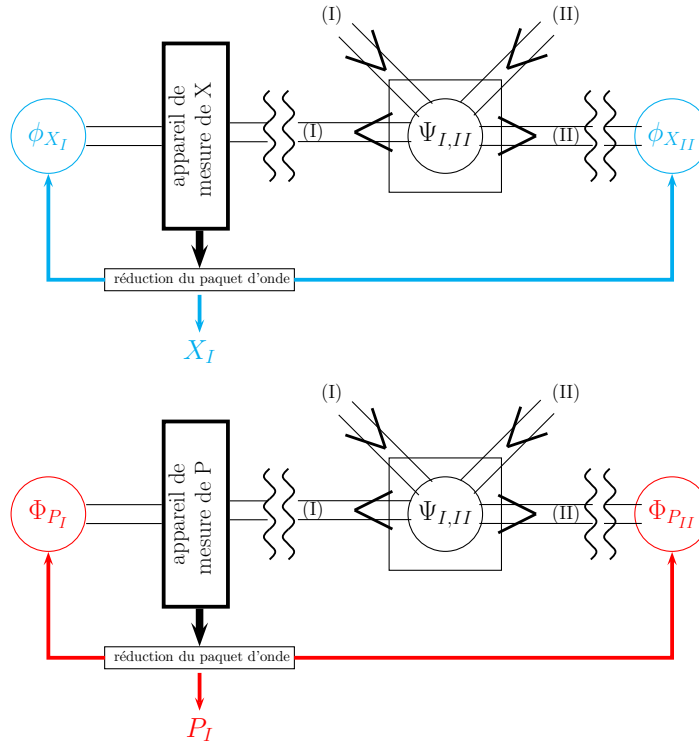 (I)
(II)
appareil de
mesure de X
ϕ_{X_I}
(I)
Ψ_{I,II}
(II)
ϕ_{X_{II}}
réduction du paquet d'onde
X_I
(I)
(II)
appareil de
mesure de P
Φ_{P_I}
(I)
Ψ_{I,II}
(II)
Φ_{P_{II}}
réduction du paquet d'onde
P_I